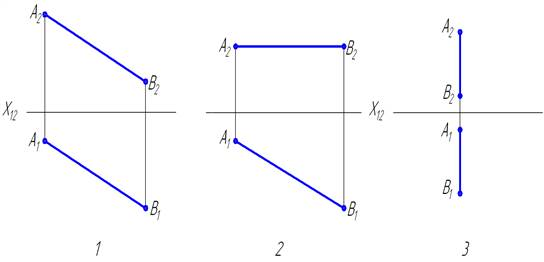 A₂
B₂
X₁₂
A₁
B₁
1
A₂
B₂
A₁
B₁
2
X₁₂
A₂
B₂
A₁
B₁
3